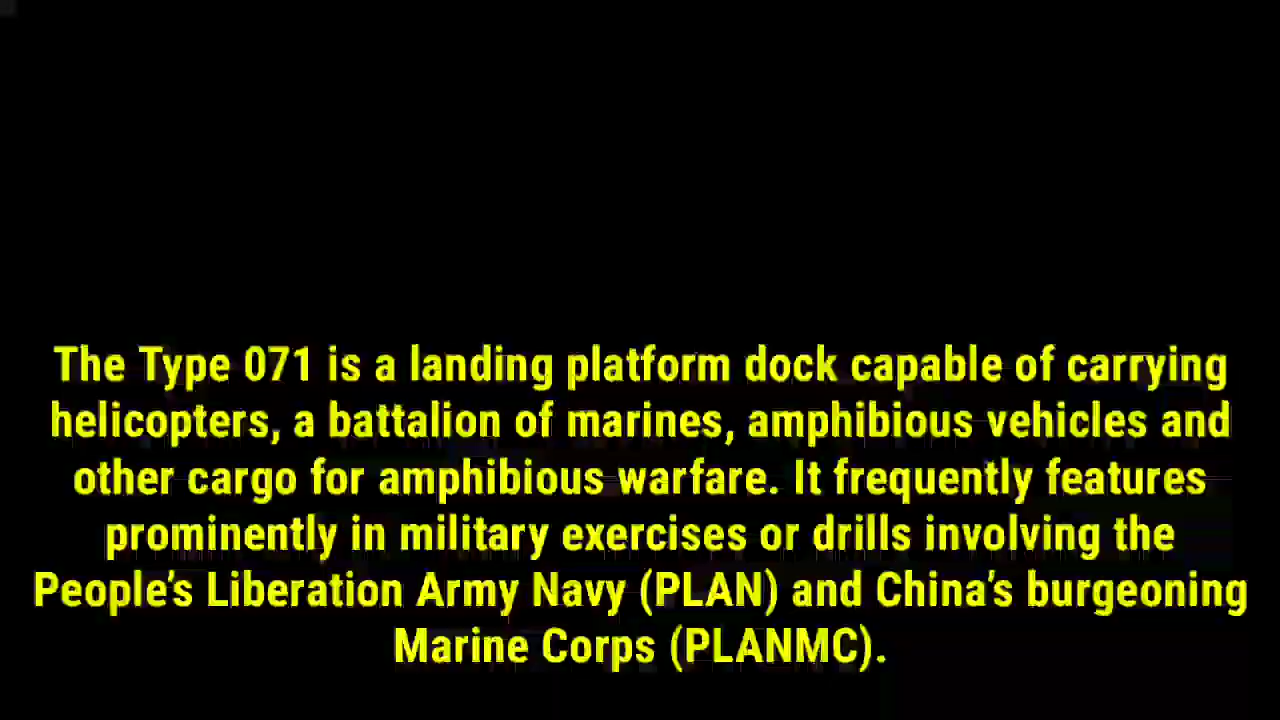 The Type 071 is a landing platform dock capable of carrying
helicopters, a battalion of marines, amphibious vehicles and
other cargo for amphibious warfare. It frequently features
prominently in military exercises or drills involving the
People’s Liberation Army Navy (PLAN) and China’s burgeoning
Marine Corps (PLANMC).